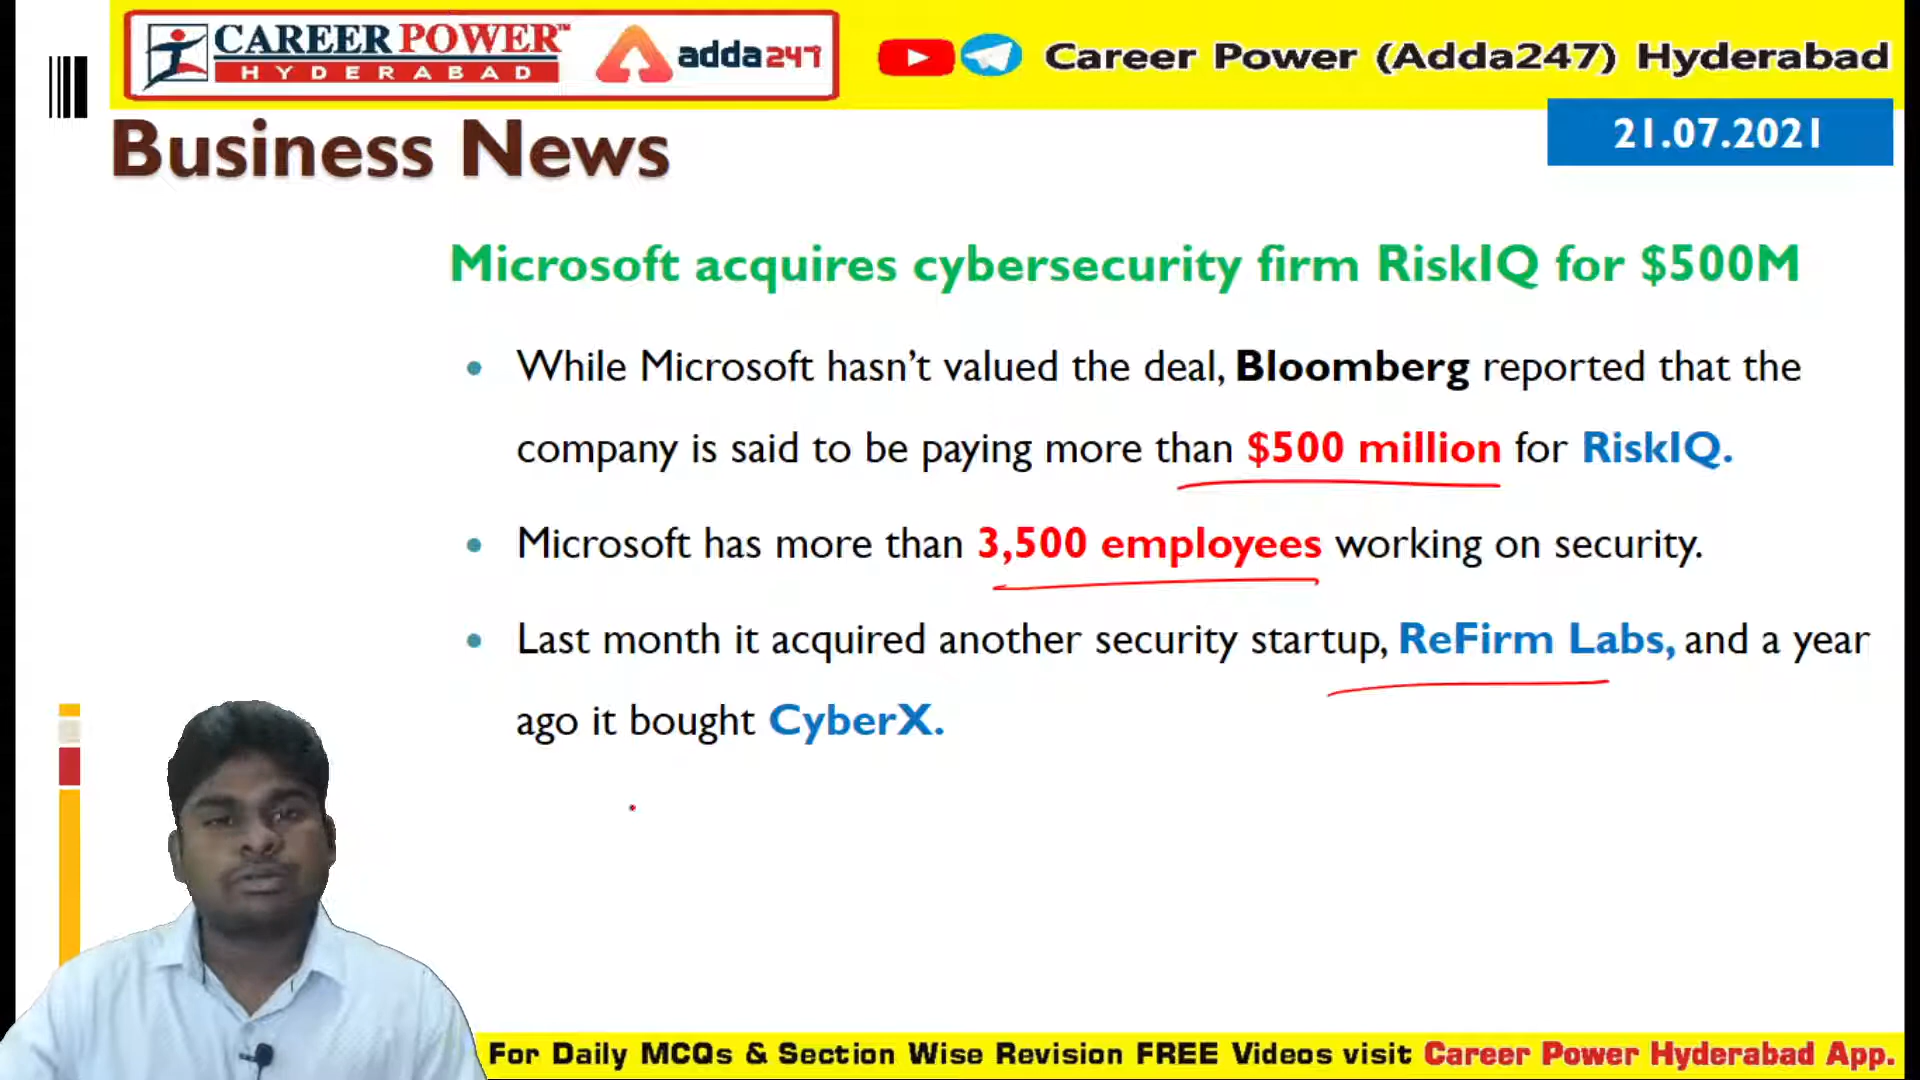 CAREER POWER™
HYDERABAD
adda247
Career Power (Adda247) Hyderabad
Business News
21.07.2021
Microsoft acquires cybersecurity firm RiskIQ for $500M
• While Microsoft hasn't valued the deal, Bloomberg reported that the
company is said to be paying more than $500 million for RiskIQ.
• Microsoft has more than 3,500 employees working on security.
• Last month it acquired another security startup, ReFirm Labs, and a year
ago it bought CyberX.
For Daily MCQs & Section Wise Revision FREE Videos visit Career Power Hyderabad App.